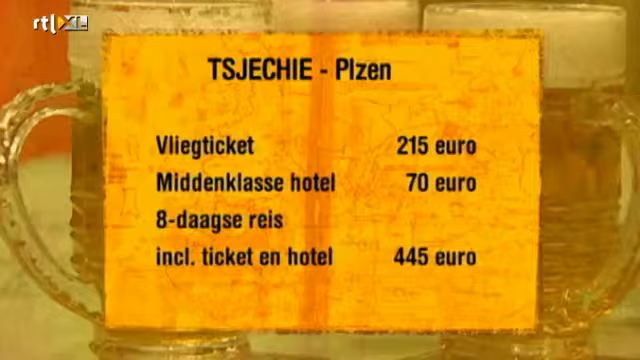 rtl XL
TSJECHIE - Plzen
Vliegticket 215 euro
Middenklasse hotel 70 euro
8-daagse reis
incl. ticket en hotel 445 euro